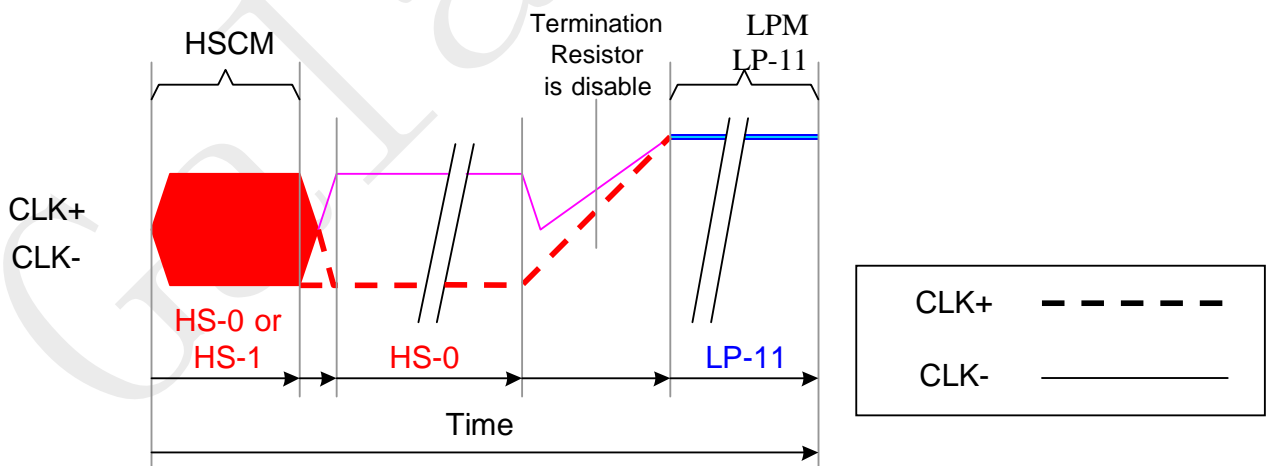 HSCM
Termination
Resistor
is disable
LPM
LP-11
CLK+
CLK-
HS-0 or
HS-1
HS-0
LP-11
Time
CLK+
CLK-